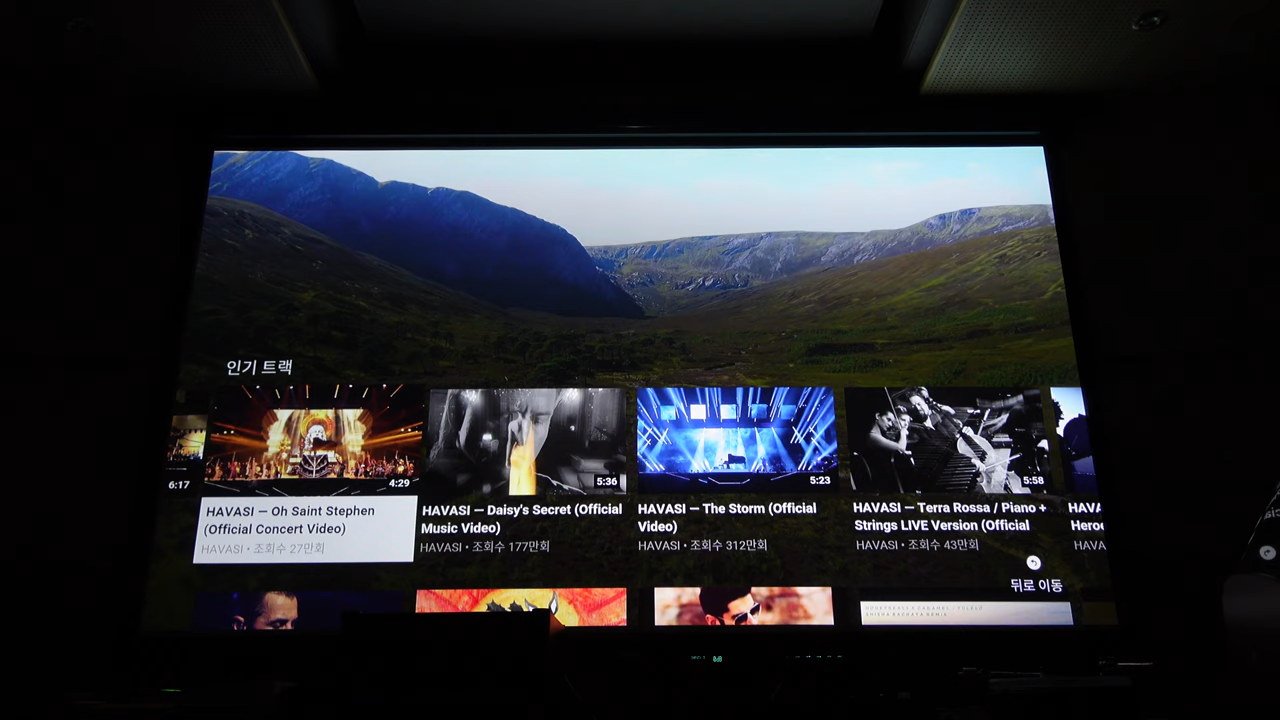 인기 트랙
6:17
4:29
5:36
5:23
5:58
HAVASI — Oh Saint Stephen
(Official Concert Video)
HAVASI • 조회수 27만회
HAVASI — Daisy's Secret (Official
Music Video)
HAVASI • 조회수 177만회
HAVASI — The Storm (Official
Video)
HAVASI • 조회수 312만회
HAVASI — Terra Rossa / Piano +
Strings LIVE Version (Official
HAVASI • 조회수 43만회
HAVA
Heroe
HAVAS
뒤로 이동